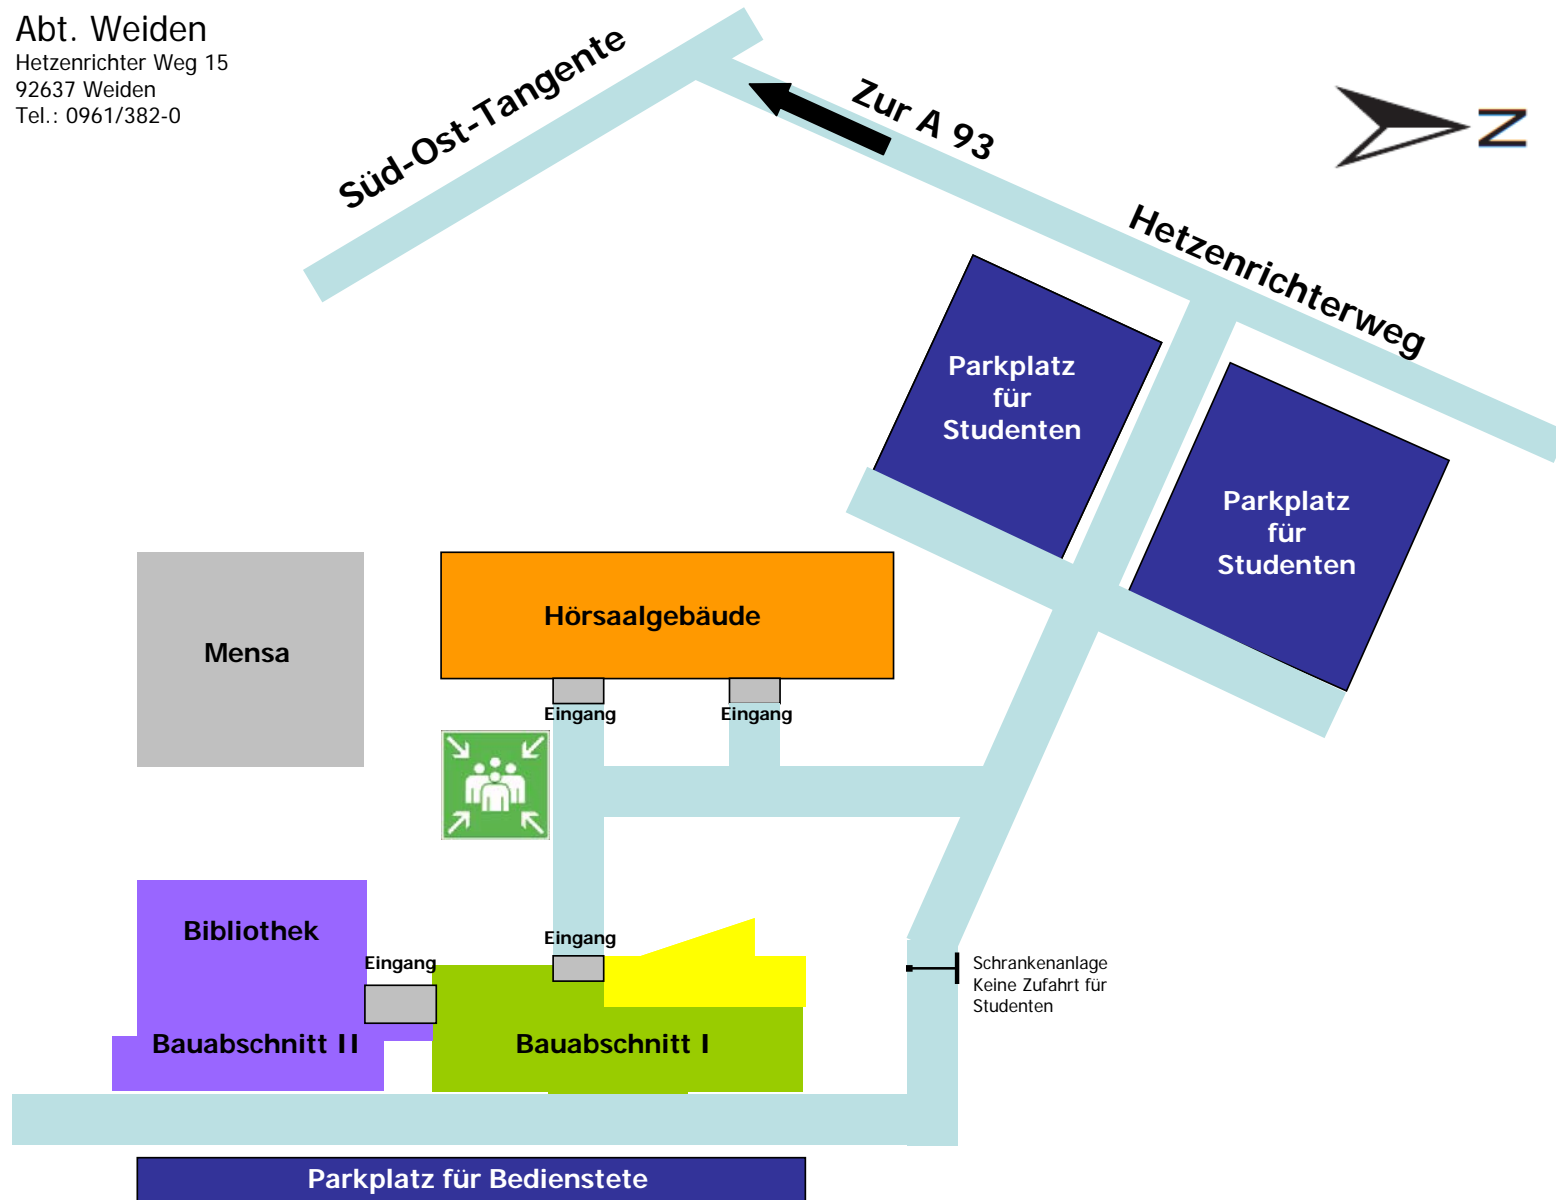 Abt. Weiden
Hetzenrichter Weg 15
92637 Weiden
Tel.: 0961/382-0
Süd-Ost-Tangente
Zur A 93
N
Hetzenrichterweg
Parkplatz
für
Studenten
Parkplatz
für
Studenten
Hörsaalgebäude
Mensa
Eingang
Eingang
Bibliothek
Eingang
Eingang
Schrankenanlage
Keine Zufahrt für
Studenten
Bauabschnitt II
Bauabschnitt I
Parkplatz für Bedienstete